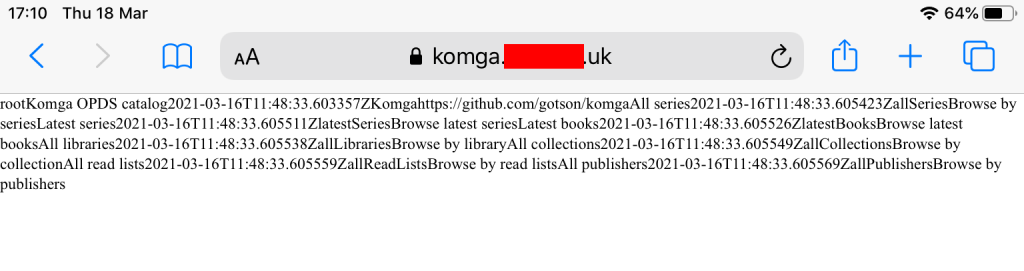 17:10 Thu 18 Mar 64%
AA komga. .uk
rootKomga OPDS catalog2021-03-16T11:48:33.603357ZKomgahttps://github.com/gotson/komgaAll series2021-03-16T11:48:33.605423ZallSeriesBrowse by
seriesLatest series2021-03-16T11:48:33.605511ZlatestSeriesBrowse latest seriesLatest books2021-03-16T11:48:33.605526ZlatestBooksBrowse latest
booksAll libraries2021-03-16T11:48:33.605538ZallLibrariesBrowse by libraryAll collections2021-03-16T11:48:33.605549ZallCollectionsBrowse by
collectionAll read lists2021-03-16T11:48:33.605559ZallReadListsBrowse by read listsAll publishers2021-03-16T11:48:33.605569ZallPublishersBrowse by
publishers